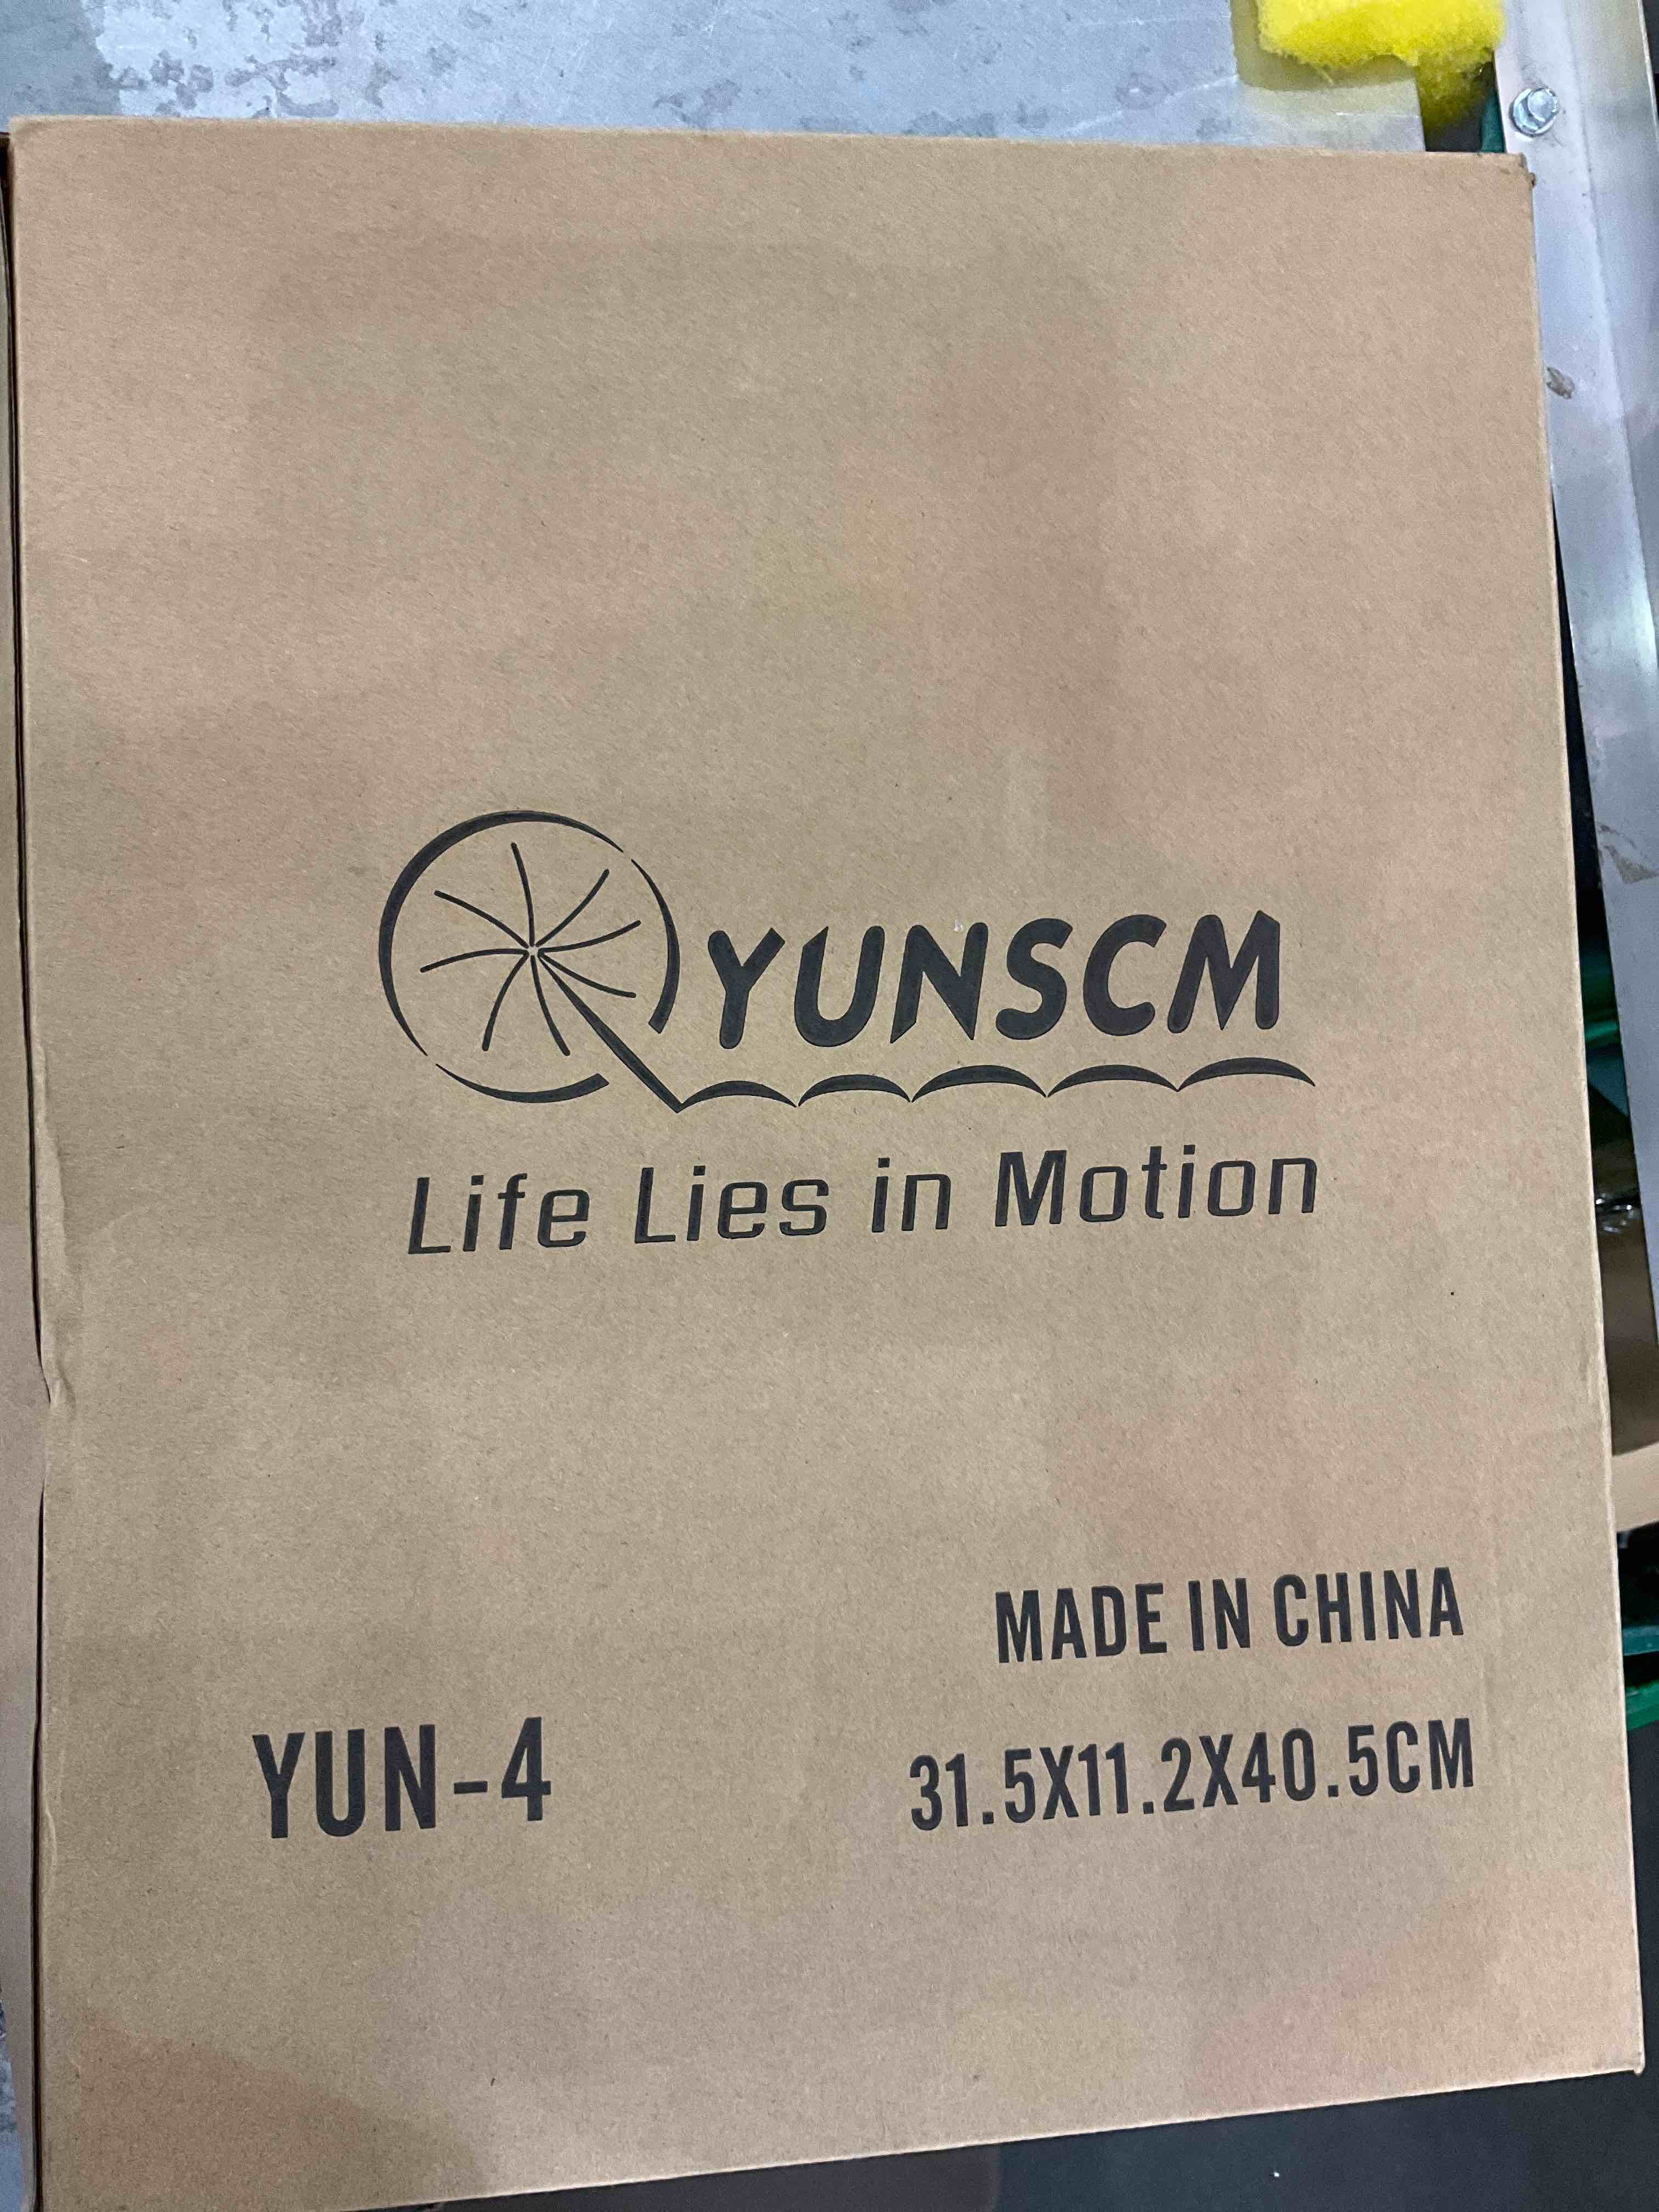 YUNSCM
Life Lies in Motion
MADE IN CHINA
YUN-4
31.5X11.2X40.5CM